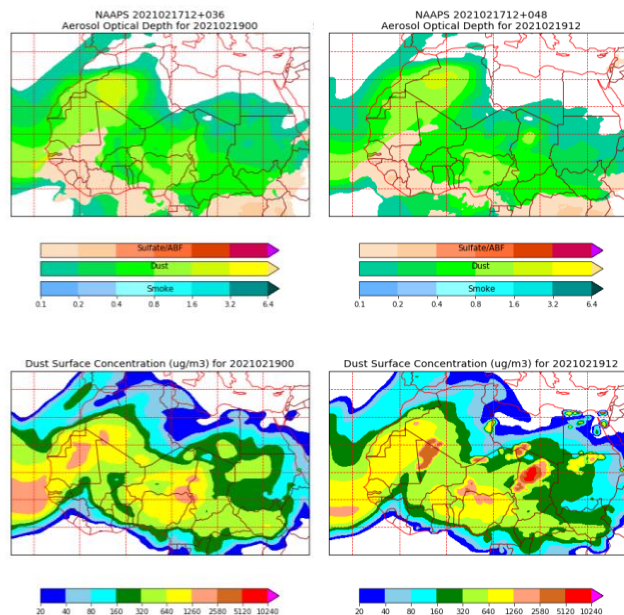 NAAPS 2021021712+036
Aerosol Optical Depth for 2021021900
NAAPS 2021021712+048
Aerosol Optical Depth for 2021021912
Sulfate/ABF
Dust
Smoke
0.1 0.2 0.4 0.8 1.6 3.2 6.4
Sulfate/ABF
Dust
Smoke
0.1 0.2 0.4 0.8 1.6 3.2 6.4
Dust Surface Concentration (ug/m3) for 2021021900
Dust Surface Concentration (ug/m3) for 2021021912
20 40 80 160 320 640 1000 2580 5120 10240
20 40 80 160 320 640 1000 2580 5120 10240